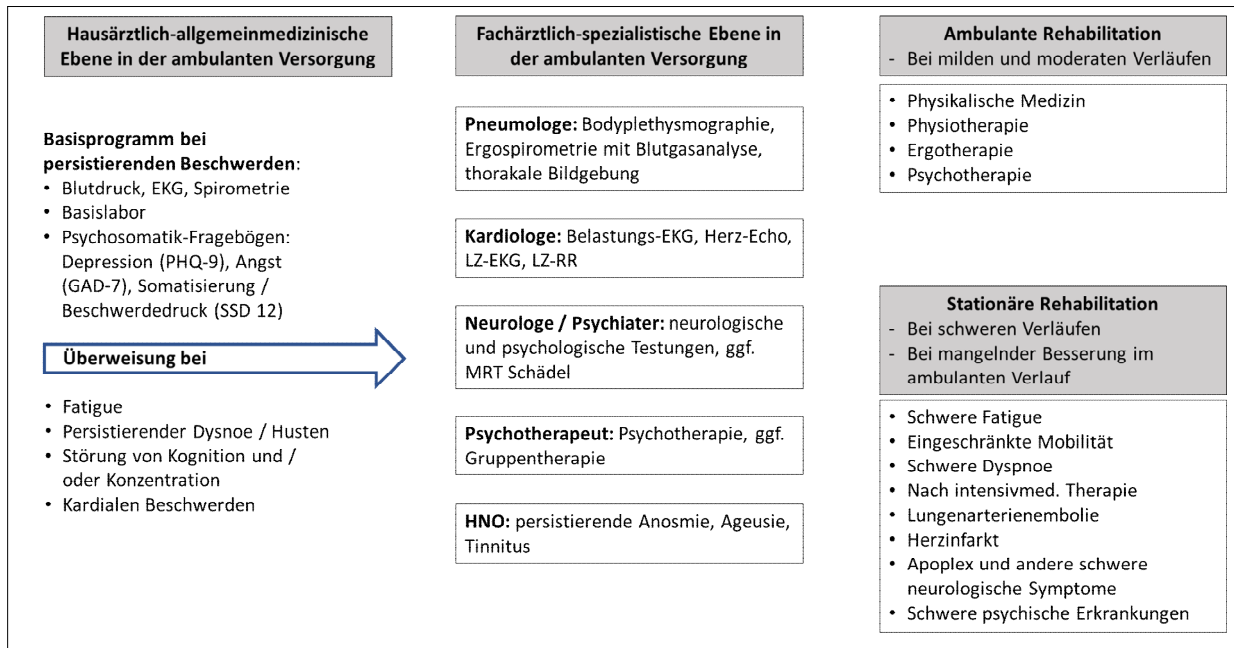 Hausärztlich-allgemeinmedizinische
Ebene in der ambulanten Versorgung
Basisprogramm bei
persistierenden Beschwerden:
• Blutdruck, EKG, Spirometrie
• Basislabor
• Psychosomatik-Fragebögen:
Depression (PHQ-9), Angst
(GAD-7), Somatisierung /
Beschwerdedruck (SSD 12)
Überweisung bei
• Fatigue
• Persistierender Dysnoe / Husten
• Störung von Kognition und /
oder Konzentration
• Kardialen Beschwerden
Fachärztlich-spezialistische Ebene in
der ambulanten Versorgung
Pneumologe: Bodyplethysmographie,
Ergospirometrie mit Blutgasanalyse,
thorakale Bildgebung
Kardiologe: Belastungs-EKG, Herz-Echo,
LZ-EKG, LZ-RR
Neurologe / Psychiater: neurologische
und psychologische Testungen, ggf.
MRT Schädel
Psychotherapeut: Psychotherapie, ggf.
Gruppentherapie
HNO: persistierende Anosmie, Ageusie,
Tinnitus
Ambulante Rehabilitation
- Bei milden und moderaten Verläufen
• Physikalische Medizin
• Physiotherapie
• Ergotherapie
• Psychotherapie
Stationäre Rehabilitation
- Bei schweren Verläufen
- Bei mangelnder Besserung im
ambulanten Verlauf
• Schwere Fatigue
• Eingeschränkte Mobilität
• Schwere Dyspnoe
• Nach intensivmed. Therapie
• Lungenarterienembolie
• Herzinfarkt
• Apoplex und andere schwere
neurologische Symptome
• Schwere psychische Erkrankungen